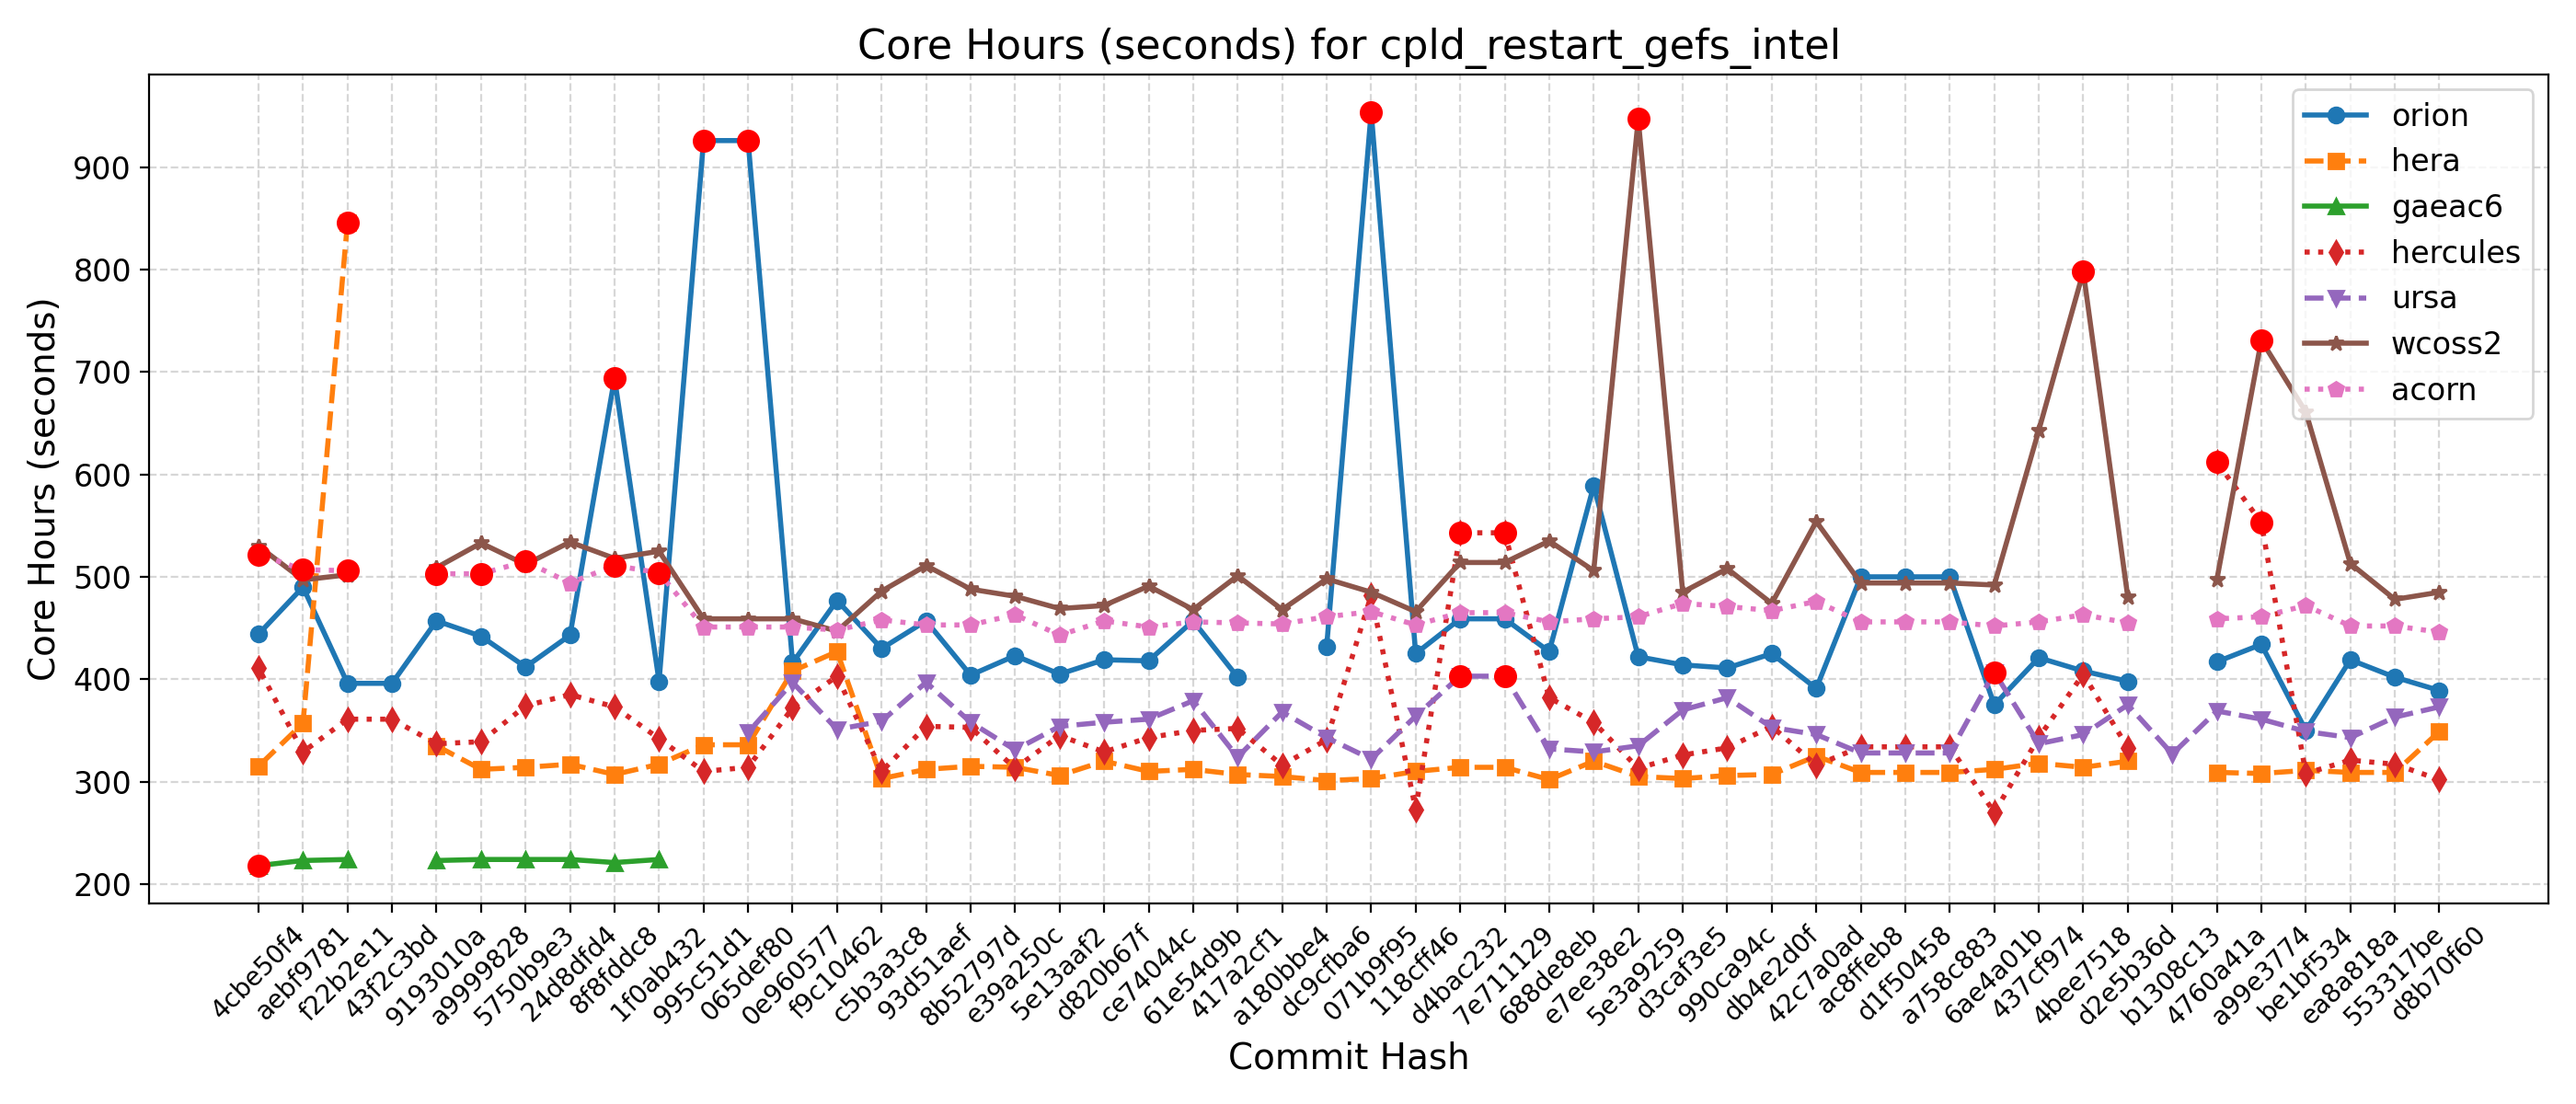 Core Hours (seconds) for cpld_restart_gefs_intel
Core Hours (seconds)
900
800
700
600
500
400
300
200
orion
hera
gaeac6
hercules
ursa
wcoss2
acorn
4cbe50f4
aebf9781
f22b2e11
43f2c3bd
9193010a
a9999828
5750b9e3
24d8dfd4
8f8fddc8
1f0ab432
995c51d1
065def80
0e960577
f9c10462
c5b3a3c8
93d51aef
8b52797d
e39a250c
5e13aaf2
d820b67f
ce74044c
61e54d9b
417a2cf1
a180bbe4
dc9cfba6
071b9f95
118cff46
d4bac232
7e711129
688de8eb
e7ee38e2
5e3a9259
d3caf3e5
990ca94c
db4e2d0f
42c7a0ad
ac8ffeb8
d1f50458
a758c883
6ae4a01b
437cf974
4bee7518
d2e5b36d
b1308c13
4760a41a
a99e3774
be1bf534
ea8a818a
553317be
d8b70f60
Commit Hash